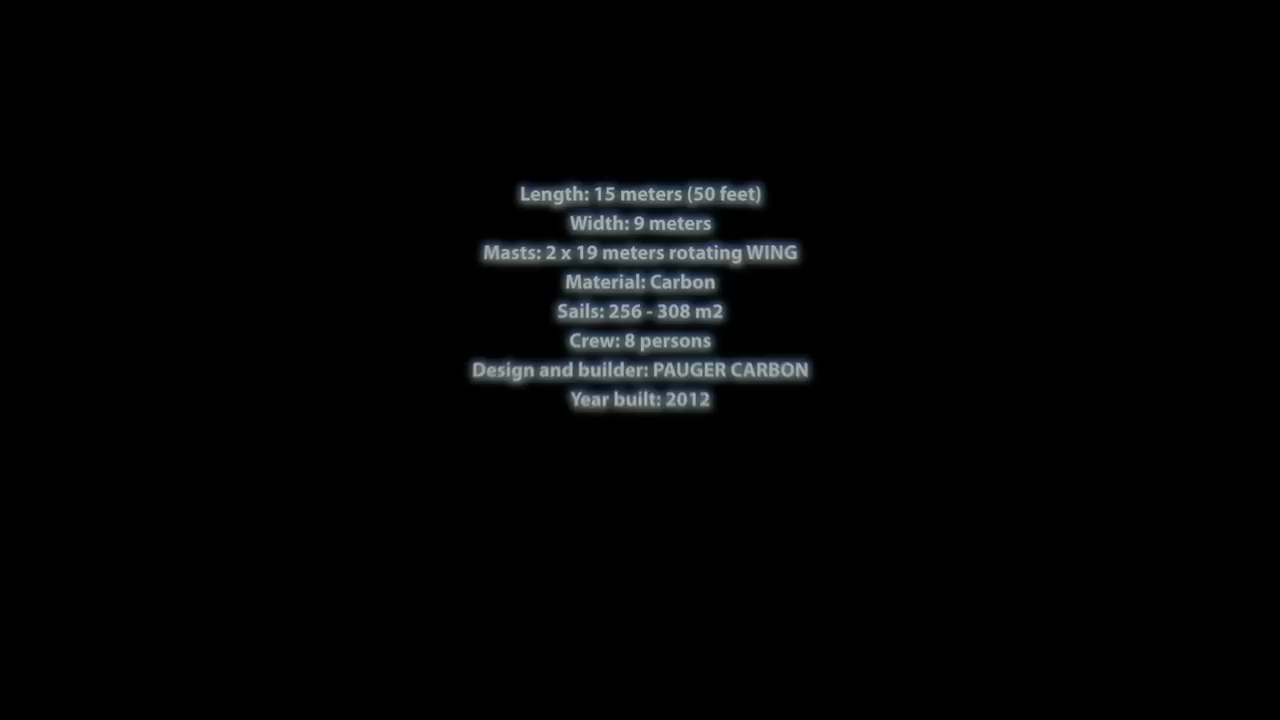 Length: 15 meters (50 feet)
Width: 9 meters
Masts: 2 x 19 meters rotating WING
Material: Carbon
Sails: 256 - 308 m2
Crew: 8 persons
Design and builder: PAUGER CARBON
Year built: 2012